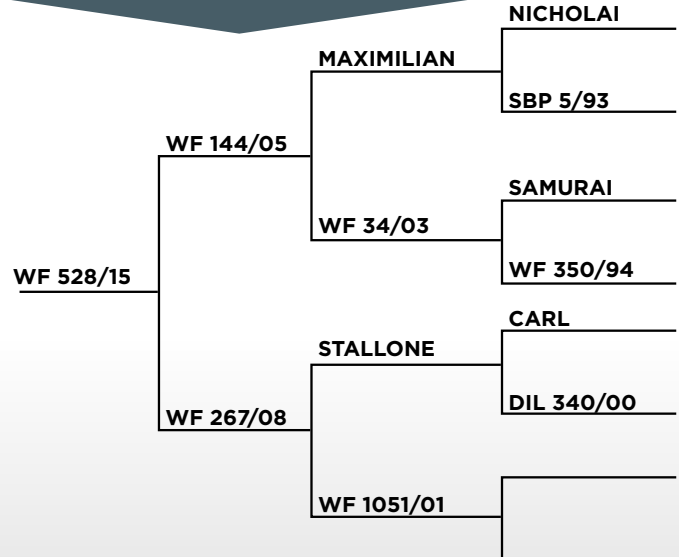 NICHOLAI
MAXIMILIAN
SBP 5/93
WF 144/05
SAMURAI
WF 34/03
WF 350/94
WF 528/15
CARL
STALLONE
DIL 340/00
WF 267/08
WF 1051/01